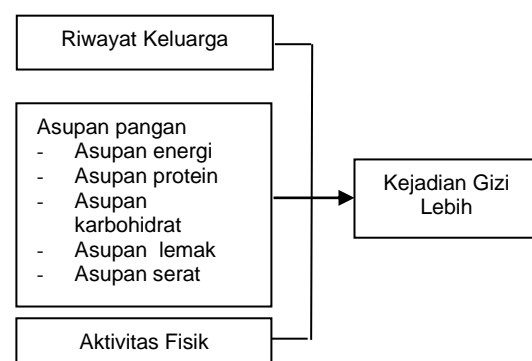 Riwayat Keluarga
Asupan pangan
- Asupan energi
- Asupan protein
- Asupan
karbohidrat
- Asupan lemak
- Asupan serat
Kejadian Gizi
Lebih
Aktivitas Fisik